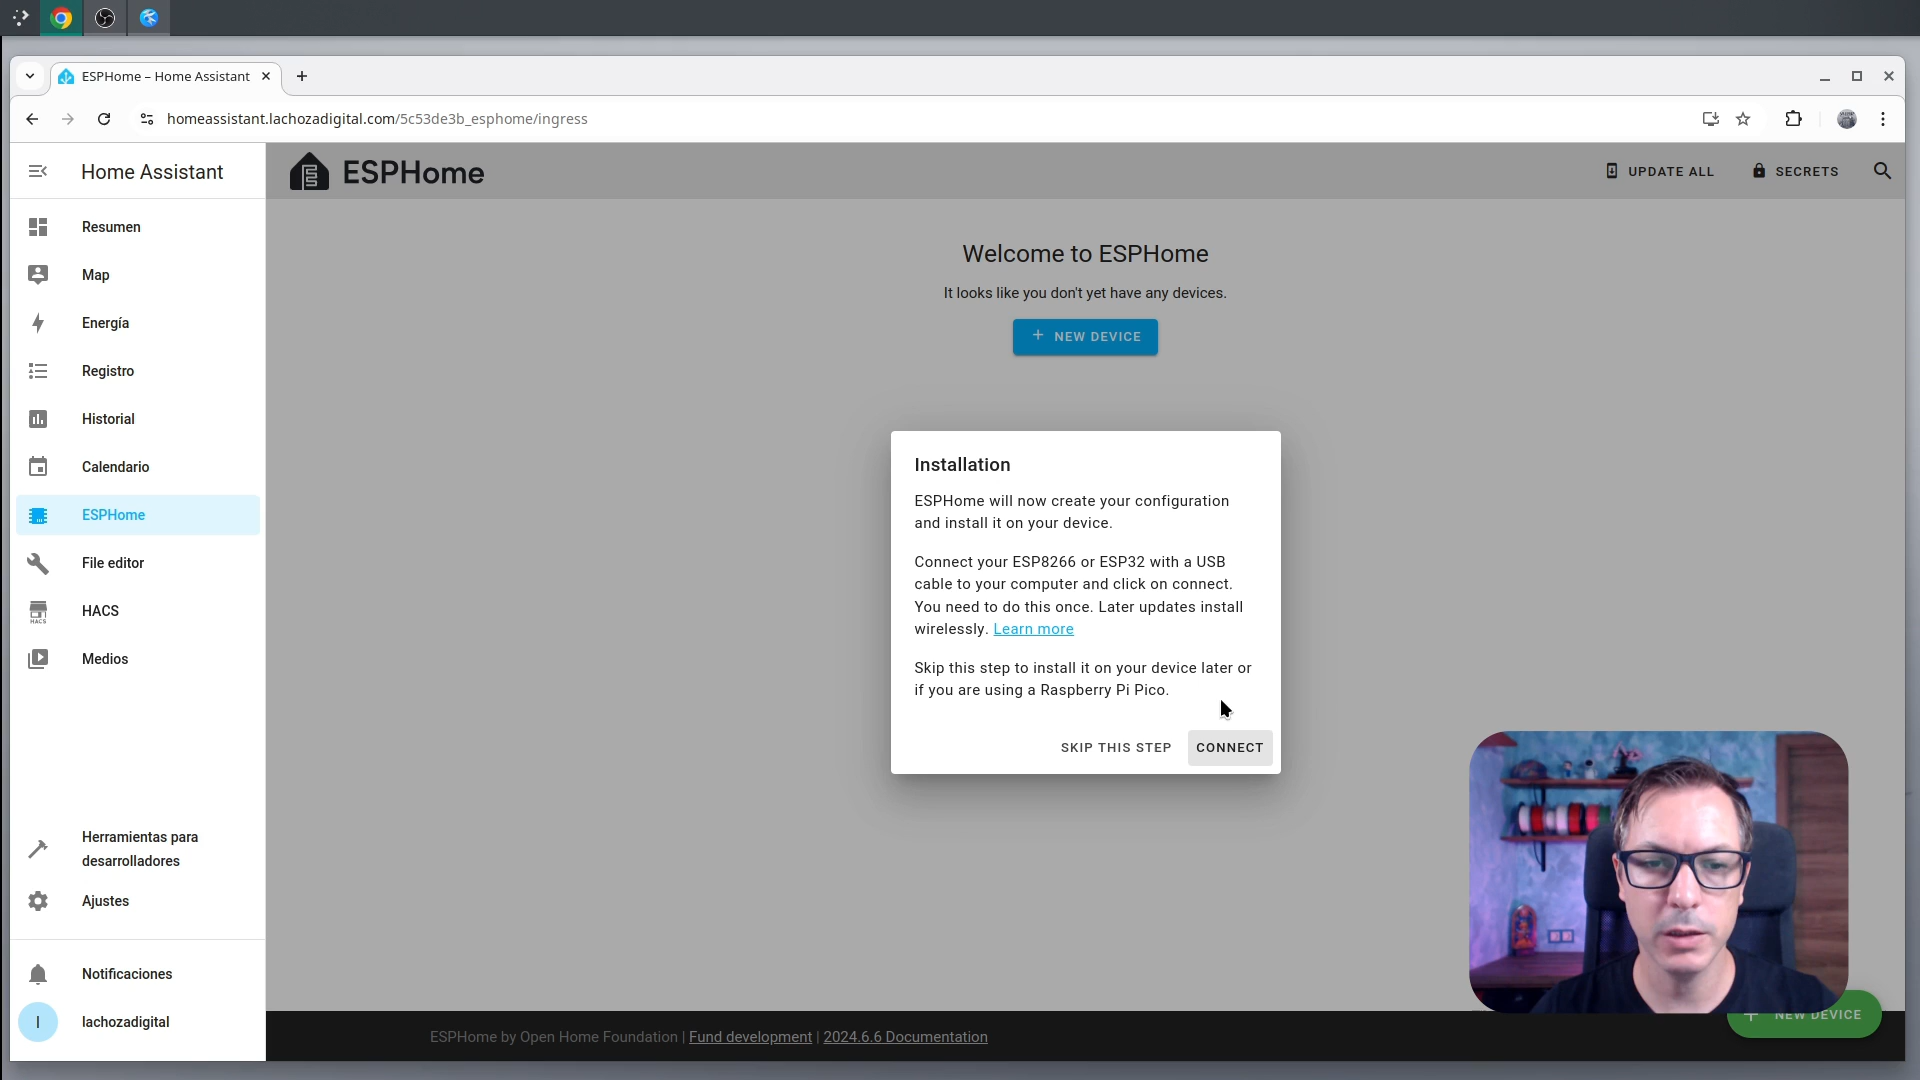 ESPHome – Home Assistant
homeassistant.lachozadigital.com/5c53de3b_esphome/ingress
Home Assistant
ESPHome
UPDATE ALL
SECRETS
Resumen
Map
Energía
Registro
Historial
Calendario
ESPHome
File editor
HACS
HACS
Medios
Herramientas para
desarrolladores
Ajustes
Notificaciones
l
lachozadigital
Welcome to ESPHome
It looks like you don't yet have any devices.
+ NEW DEVICE
Installation
ESPHome will now create your configuration
and install it on your device.
Connect your ESP8266 or ESP32 with a USB
cable to your computer and click on connect.
You need to do this once. Later updates install
wirelessly. Learn more
Skip this step to install it on your device later or
if you are using a Raspberry Pi Pico.
SKIP THIS STEP
CONNECT
+ NEW DEVICE
ESPHome by Open Home Foundation | Fund development | 2024.6.6 Documentation